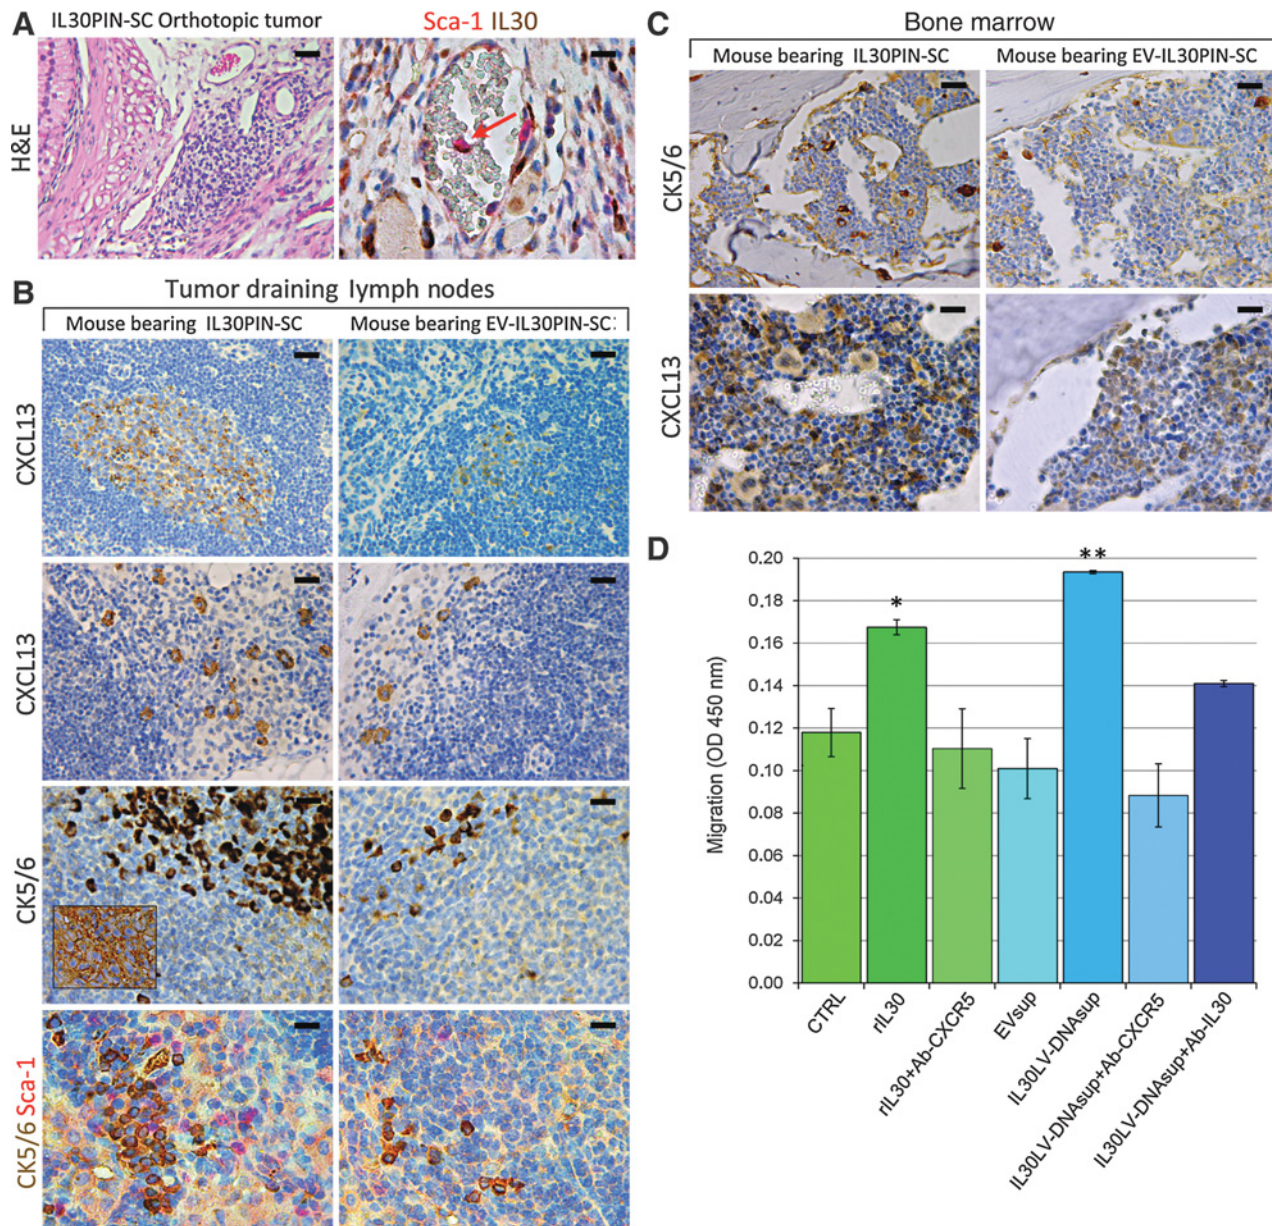 A
IL30PIN-SC Orthotopic tumor
Sca-1 IL30
H&E
B
Tumor draining lymph nodes
Mouse bearing IL30PIN-SC
Mouse bearing EV-IL30PIN-SC:
CXCL13
CXCL13
CK5/6
CK5/6 Sca-1
C
Bone marrow
Mouse bearing IL30PIN-SC
Mouse bearing EV-IL30PIN-SC
CK5/6
CXCL13
D
Migration (OD 450 nm)
0.20
0.18
0.16
0.14
0.12
0.10
0.08
0.06
0.04
0.02
0.00
*
**
CTRL
rIL30
rIL30+Ab-CXCR5
EVsup
IL30LV-DNAsup
IL30LV-DNAsup+Ab-CXCR5
IL30LV-DNAsup+Ab-IL30